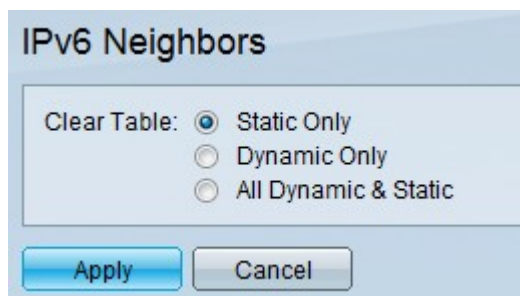 IPv6 Neighbors
Clear Table: Static Only
Dynamic Only
All Dynamic & Static
Apply Cancel